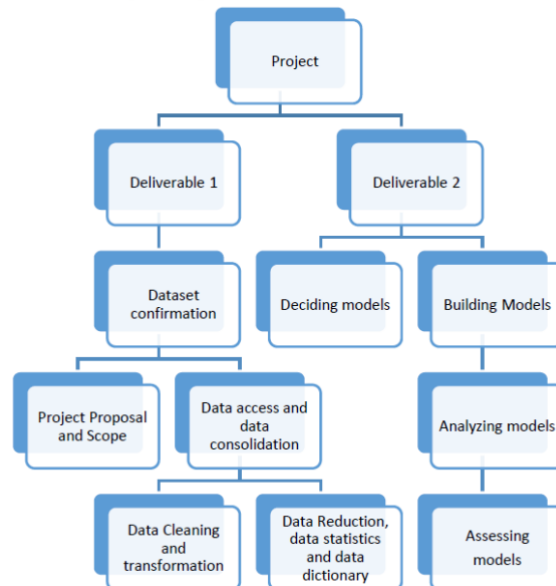 Project
Deliverable 1
Deliverable 2
Dataset
confirmation
Deciding models
Building Models
Project Proposal
and Scope
Data access and
data
consolidation
Analyzing models
Data Cleaning
and
transformation
Data Reduction,
data statistics
and data
dictionary
Assessing
models